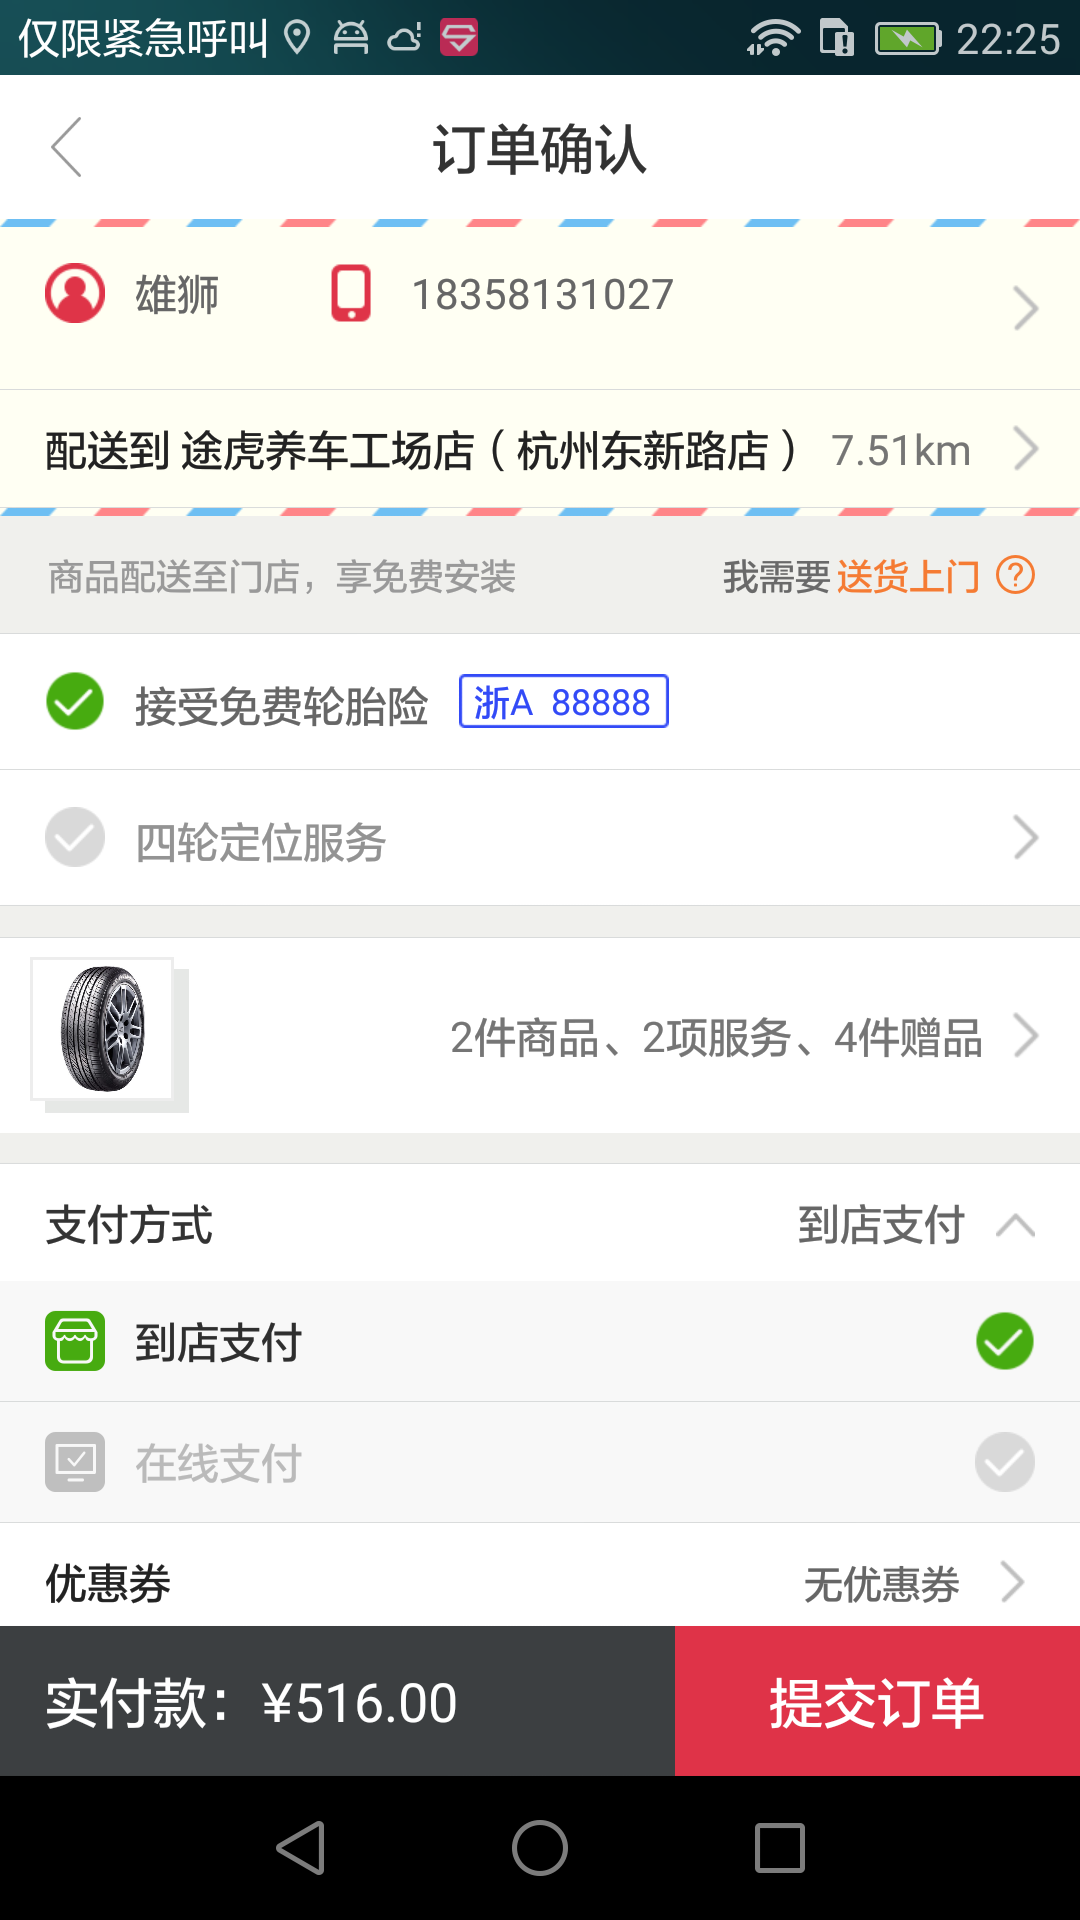 仅限紧急呼叫 22:25
订单确认
雄狮 18358131027
配送到 途虎养车工场店（杭州东新路店） 7.51km
商品配送至门店，享免费安装 我需要送货上门 ?
接受免费轮胎险 浙A 88888
四轮定位服务
2件商品、2项服务、4件赠品
支付方式 到店支付
到店支付
在线支付
优惠券 无优惠券
实付款：¥516.00 提交订单